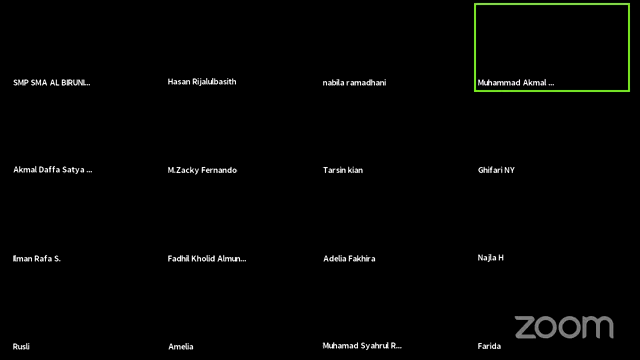 SMP SMA AL BIRUNI...
Hasan Rijalulbasith
nabila ramadhani
Muhammad Akmal ...
Akmal Daffa Satya ...
M.Zacky Fernando
Tarsin kian
Ghifari NY
Ilman Rafa S.
Fadhil Kholid Almun...
Adelia Fakhira
Najla H
zoom
Rusli
Amelia
Muhamad Syahrul R...
Farida